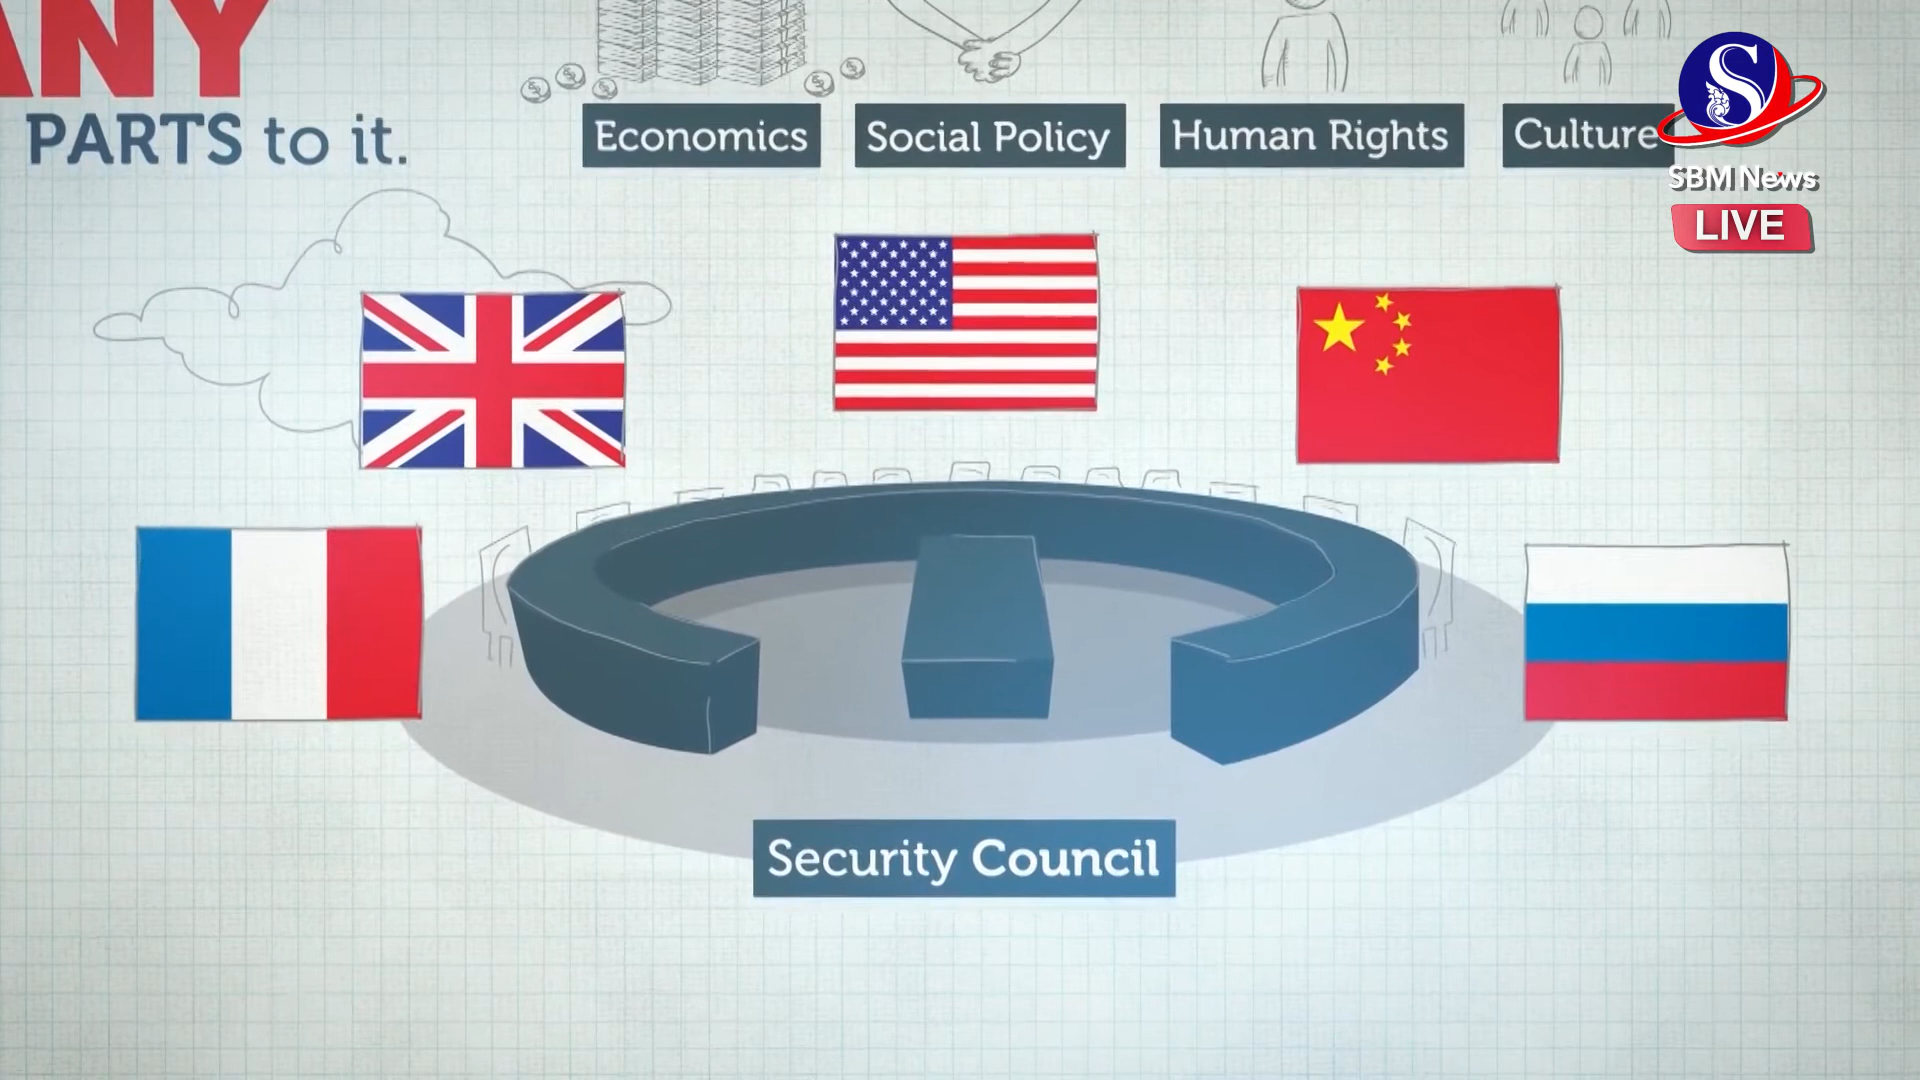 ANY
PARTS to it.
Economics
Social Policy
Human Rights
Culture
S
SBM News
LIVE
Security Council